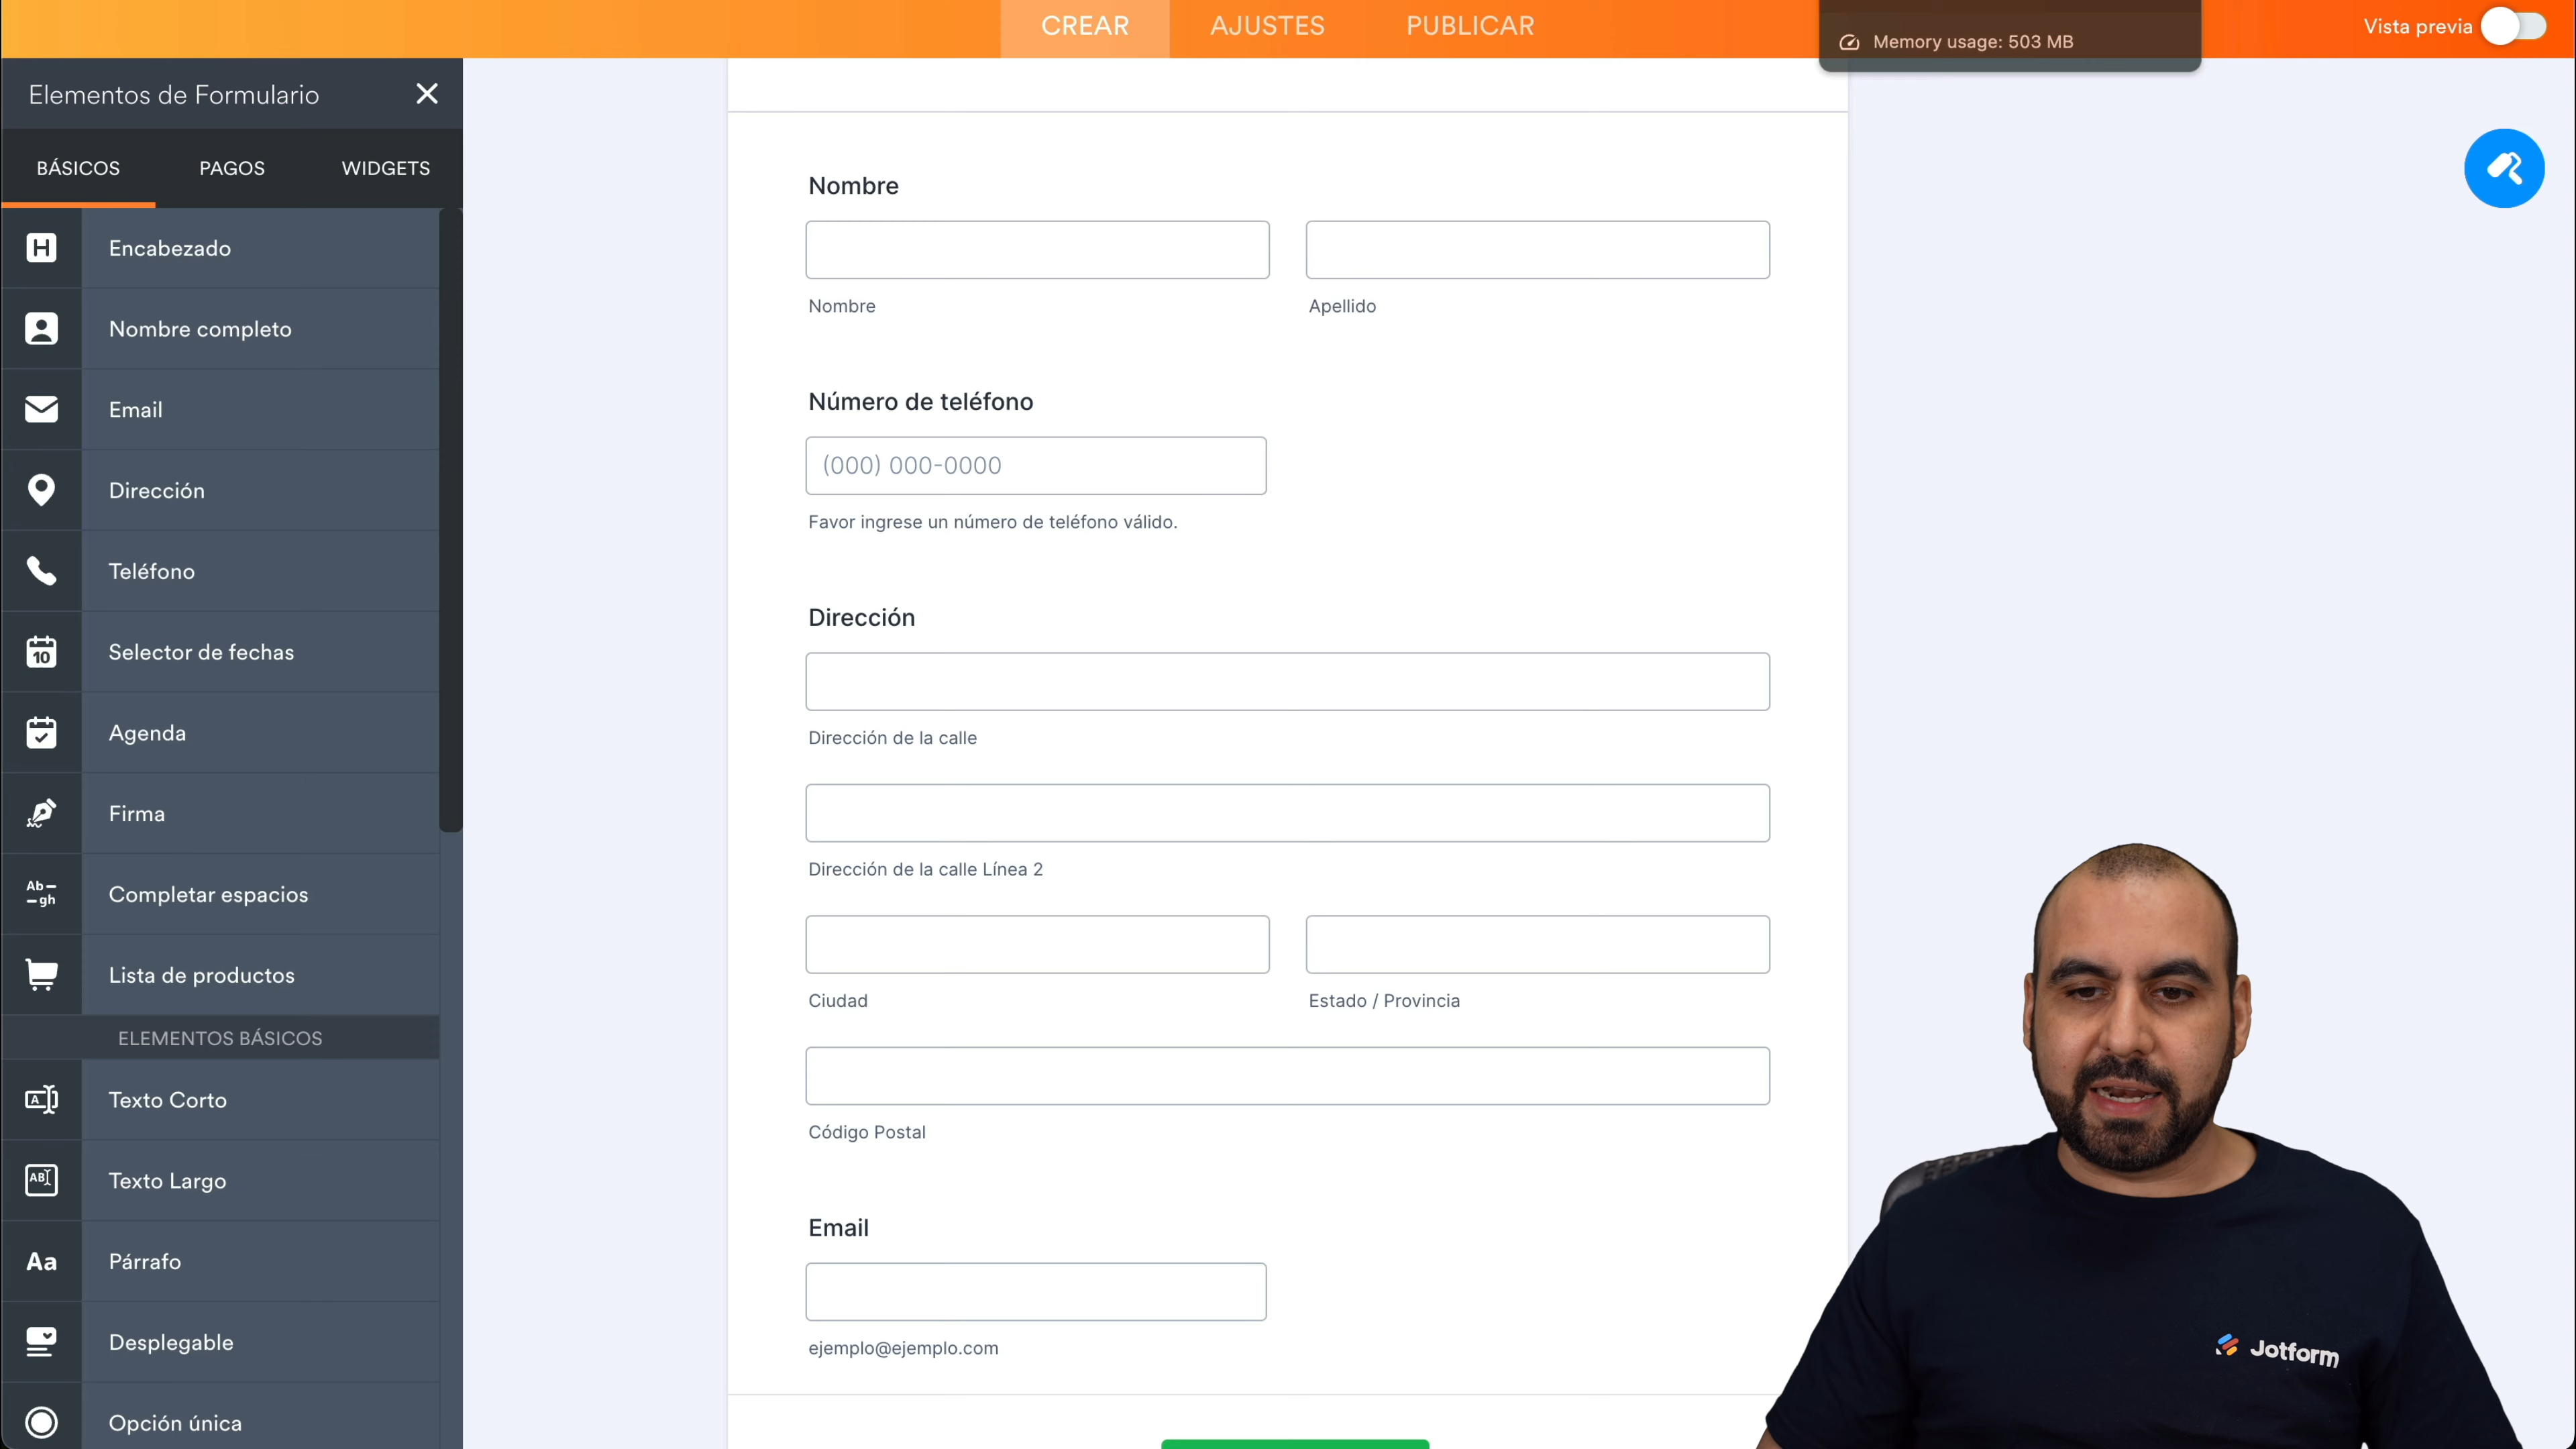 CREAR
AJUSTES
PUBLICAR
Memory usage: 503 MB
Vista previa
Elementos de Formulario
BÁSICOS
PAGOS
WIDGETS
H
Encabezado
Nombre completo
Email
Dirección
Teléfono
10
Selector de fechas
Agenda
Firma
Ab
gh
Completar espacios
Lista de productos
ELEMENTOS BÁSICOS
A
Texto Corto
AB
Texto Largo
Aa
Párrafo
Desplegable
Opción única
Nombre
Nombre
Apellido
Número de teléfono
(000) 000-0000
Favor ingrese un número de teléfono válido.
Dirección
Dirección de la calle
Dirección de la calle Línea 2
Ciudad
Estado / Provincia
Código Postal
Email
ejemplo@ejemplo.com
Jotform